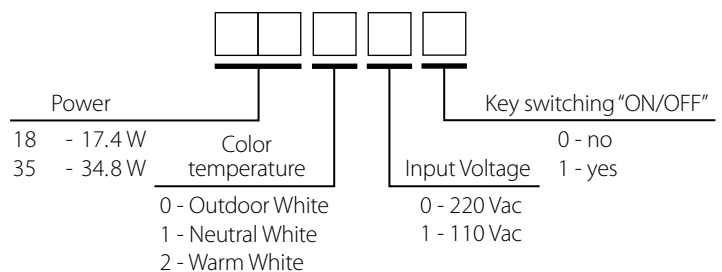 Power
18 - 17.4 W
35 - 34.8 W
Color
temperature
0 - Outdoor White
1 - Neutral White
2 - Warm White
Input Voltage
0 - 220 Vac
1 - 110 Vac
Key switching “ON/OFF”
0 - no
1 - yes